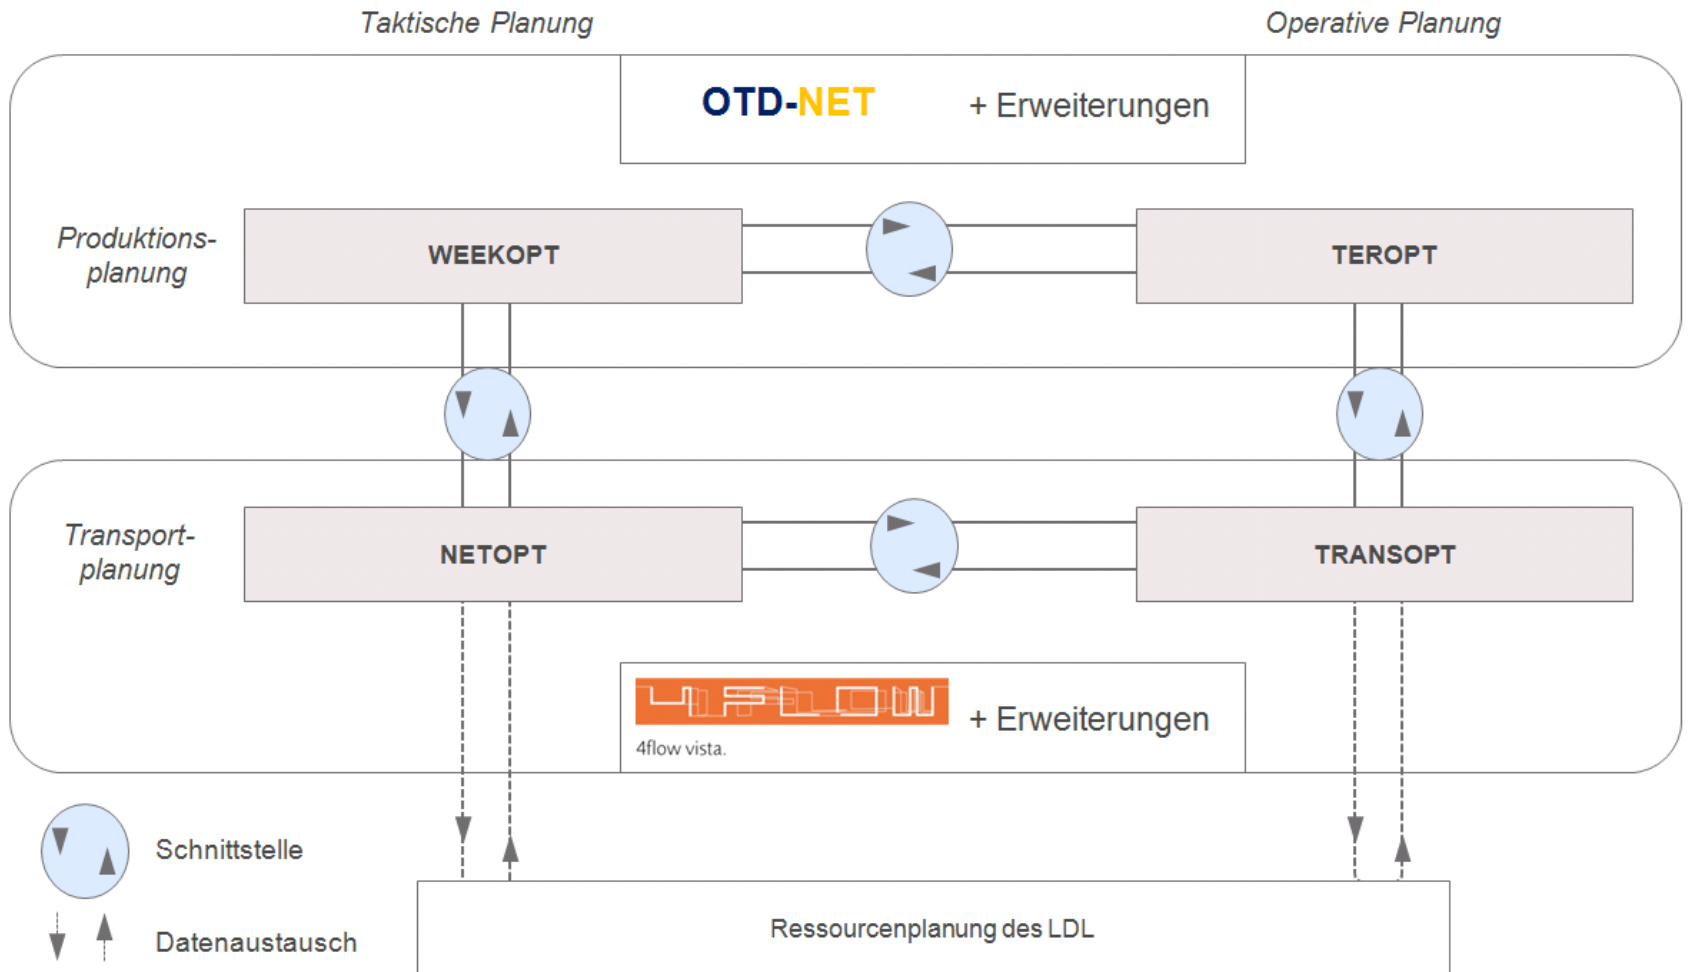 Taktische Planung
Operative Planung
OTD-NET
+ Erweiterungen
Produktions-
planung
WEEKOPT
TEROPT
Transport-
planung
NETOPT
TRANSOPT
4FLOW
+ Erweiterungen
4flow vista.
Schnittstelle
Datenaustausch
Ressourcenplanung des LDL